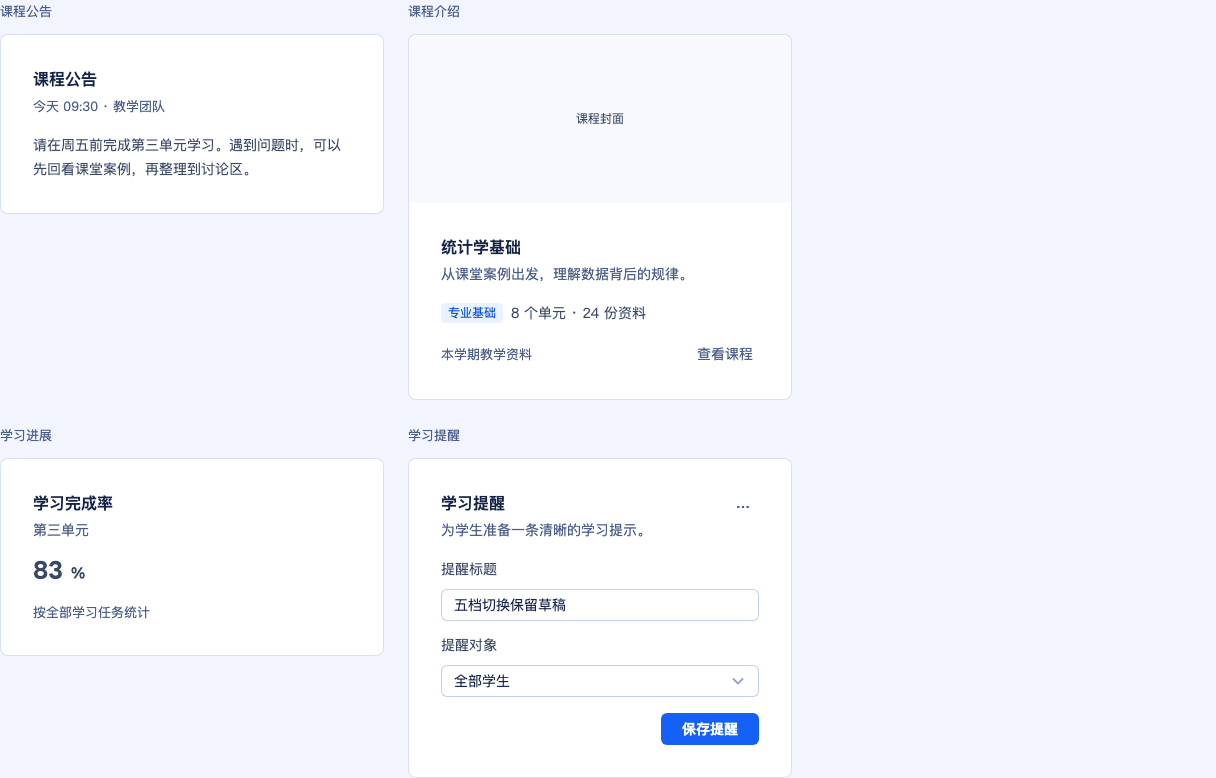 课程公告
课程公告
今天 09:30 · 教学团队
请在周五前完成第三单元学习。遇到问题时，可以
先回看课堂案例，再整理到讨论区。
课程介绍
课程封面
统计学基础
从课堂案例出发，理解数据背后的规律。
专业基础 8 个单元 · 24 份资料
本学期教学资料 查看课程
学习进展
学习完成率
第三单元
83 %
按全部学习任务统计
学习提醒
学习提醒 ...
为学生准备一条清晰的学习提示。
提醒标题
五档切换保留草稿
提醒对象
全部学生
保存提醒